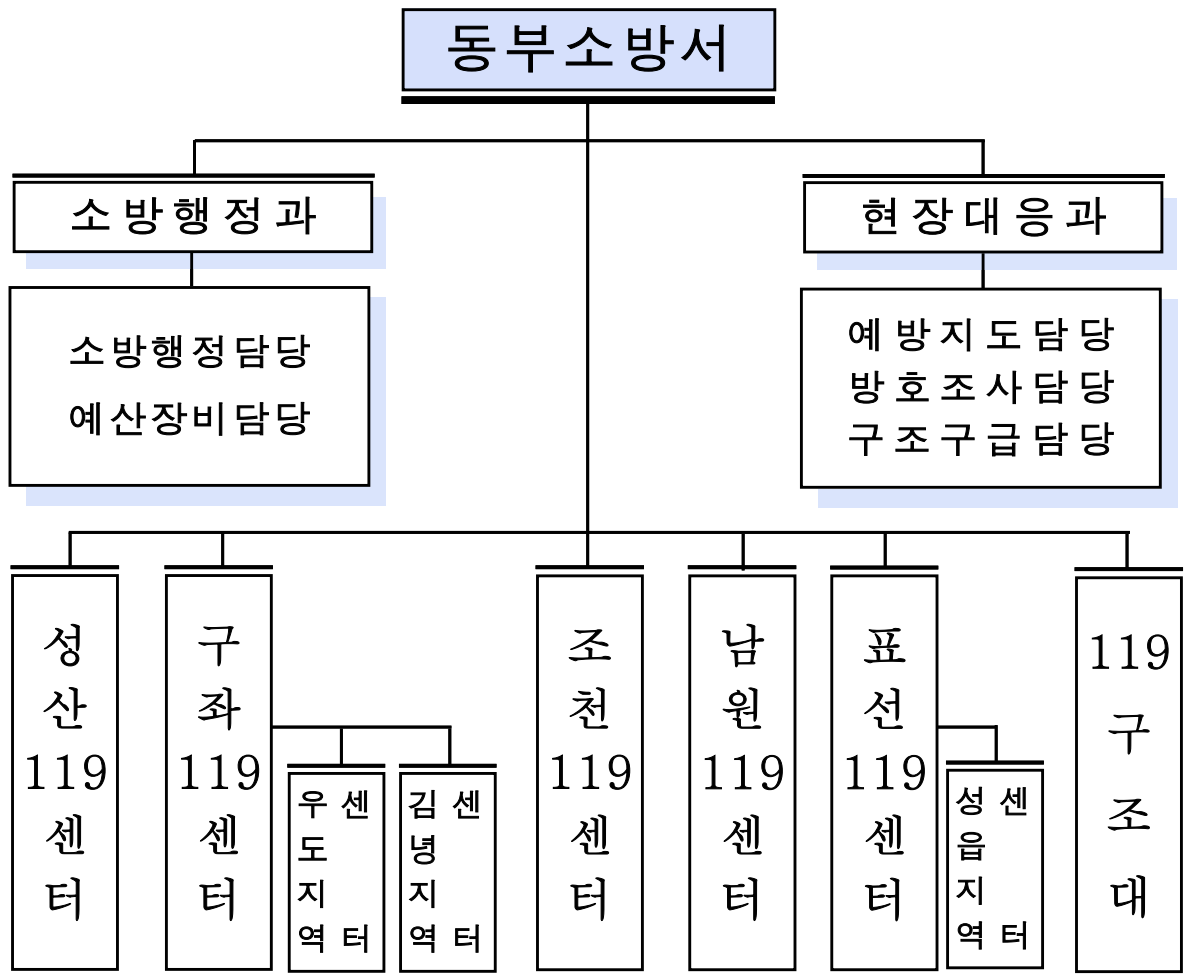 동부소방서
소방행정과
현장대응과
소방행정담당
예산장비담당
예방지도담당
방호조사담당
구조구급담당
성산119센터
구좌119센터
우도지역센터
김녕지역센터
조천119센터
남원119센터
표선119센터
성읍지역센터
119구조대